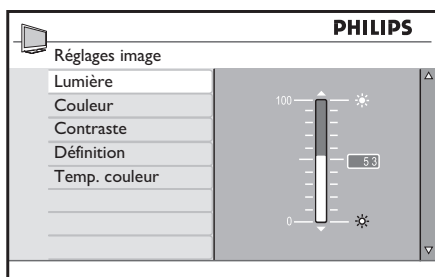 PHILIPS
Réglages image
Lumière
Couleur
Contraste
Définition
Temp. couleur
100
53
0